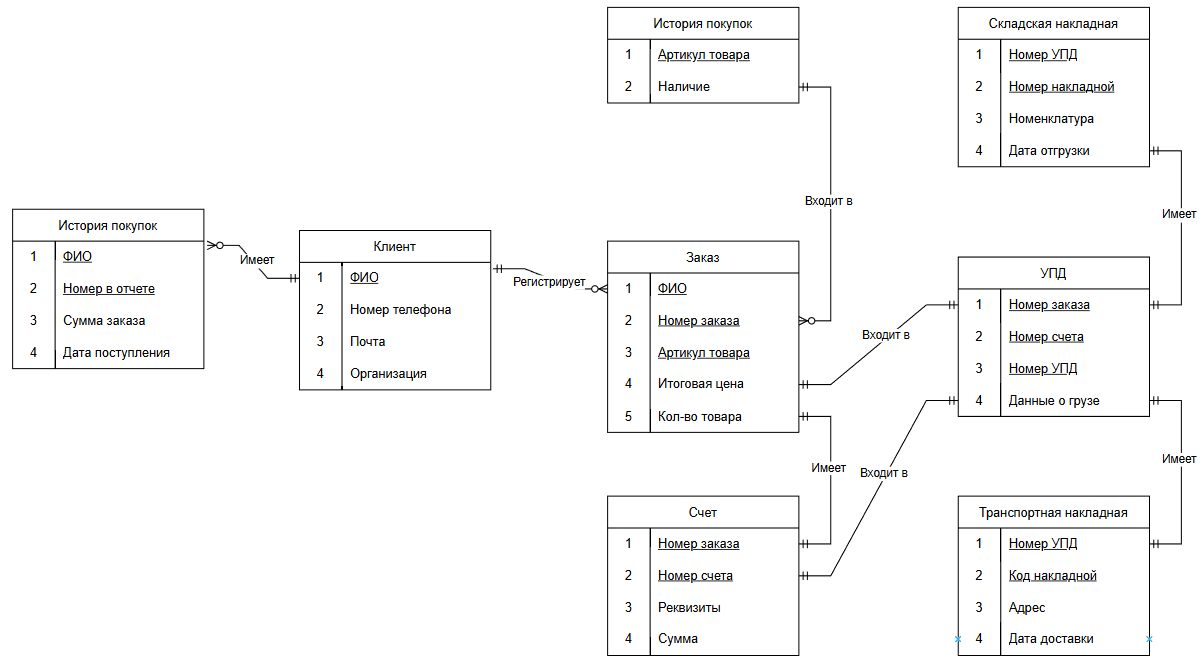 История покупок
1 Артикул товара
2 Наличие
Складская накладная
1 Номер УПД
2 Номер накладной
3 Номенклатура
4 Дата отгрузки
Входит в
Имеет
История покупок
1 ФИО
2 Номер в отчете
3 Сумма заказа
4 Дата поступления
Имеет
Клиент
1 ФИО
2 Номер телефона
3 Почта
4 Организация
Регистрирует
Заказ
1 ФИО
2 Номер заказа
3 Артикул товара
4 Итоговая цена
5 Кол-во товара
Входит в
УПД
1 Номер заказа
2 Номер счета
3 Номер УПД
4 Данные о грузе
Имеет
Входит в
Имеет
Счет
1 Номер заказа
2 Номер счета
3 Реквизиты
4 Сумма
Транспортная накладная
1 Номер УПД
2 Код накладной
3 Адрес
4 Дата доставки